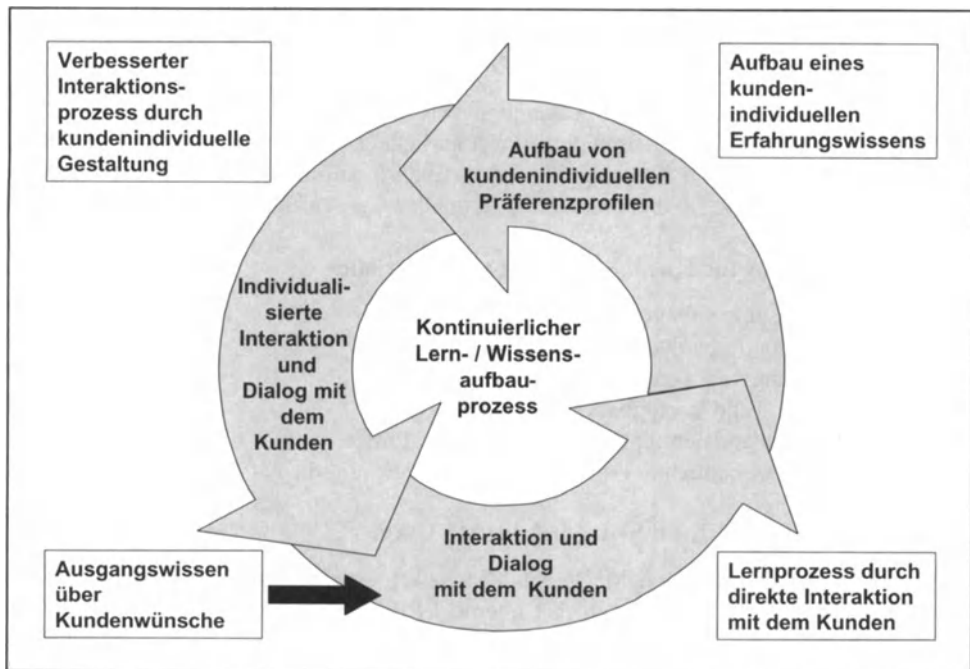 Verbesserter
Interaktions-
prozess durch
kundenindividuelle
Gestaltung
Aufbau eines
kunden-
individuellen
Erfahrungswissens
Aufbau von
kundenindividuellen
Präferenzprofilen
Individuali-
sierte
Interaktion
und
Dialog mit
dem
Kunden
Kontinuierlicher
Lern- / Wissens-
aufbau-
prozess
Interaktion und
Dialog
mit dem Kunden
Ausgangswissen
über
Kundenwünsche
Lernprozess durch
direkte Interaktion
mit dem Kunden